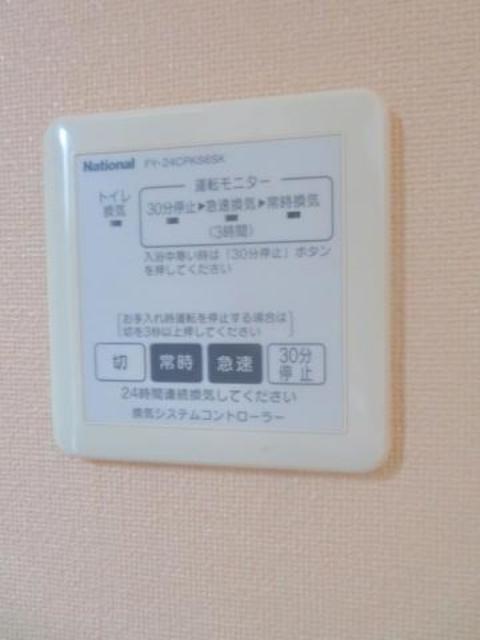 National FY-24CPKS6SK
運転モニター
トイレ
換気
30分停止▶急速換気▶常時換気
(3時間)
入浴中寒い時は〔30分停止〕ボタン
を押してください
お手入れ時運転を停止する場合は
切を3秒以上押してください
切 常時 急速 30分
停止
24時間連続換気してください
換気システムコントローラー